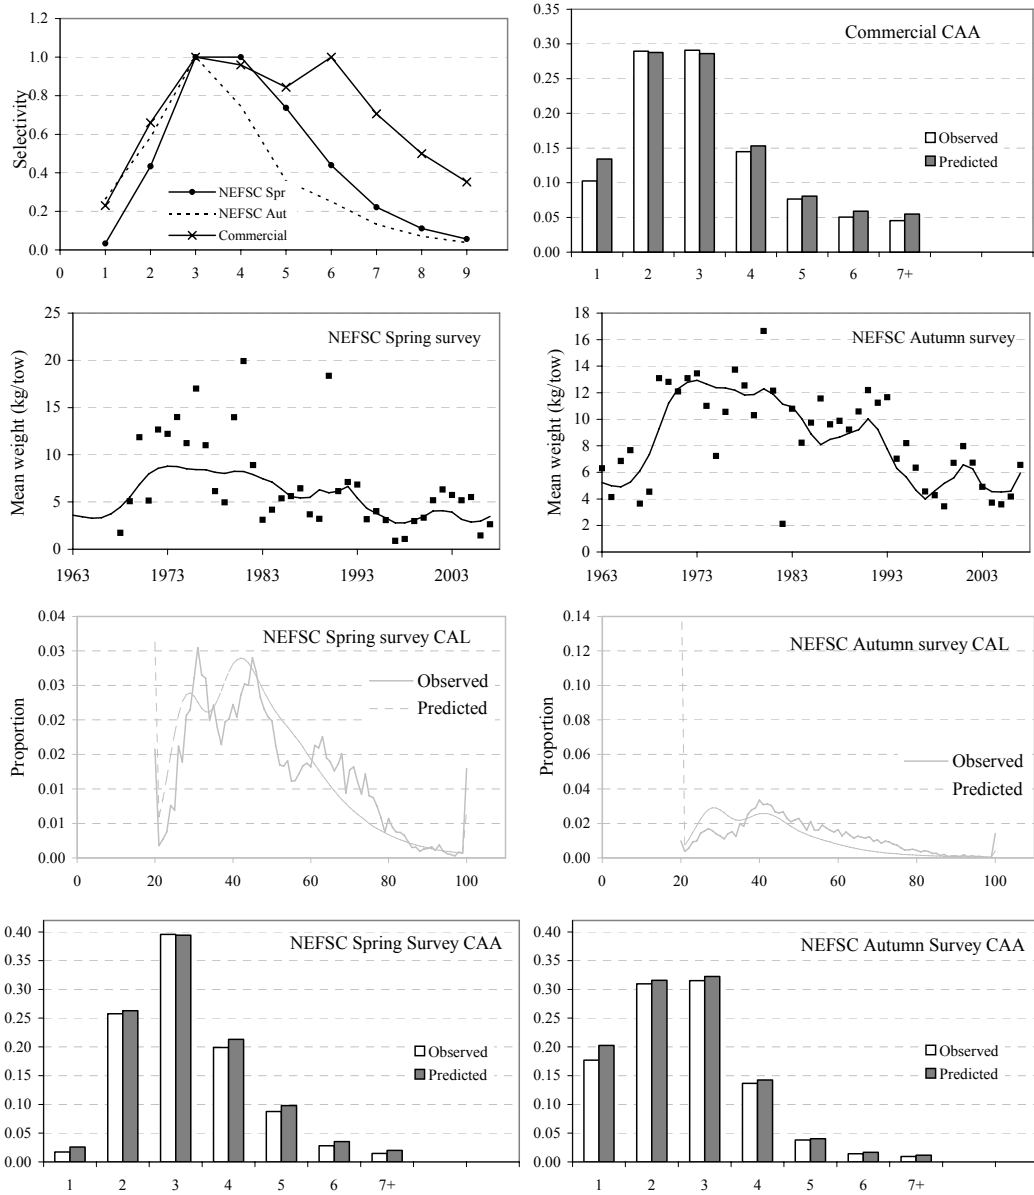 1.2
1.0
0.8
0.6
0.4
0.2
0.0
Selectivity
NEFSC Spr
NEFSC Aut
Commercial
0 1 2 3 4 5 6 7 8 9
0.35
0.30
0.25
0.20
0.15
0.10
0.05
0.00
Commercial CAA
Observed
Predicted
1 2 3 4 5 6 7+
25
20
15
10
5
0
Mean weight (kg/tow)
NEFSC Spring survey
1963 1973 1983 1993 2003
18
16
14
12
10
8
6
4
2
0
Mean weight (kg/tow)
NEFSC Autumn survey
1963 1973 1983 1993 2003
0.04
0.03
0.03
0.02
0.02
0.01
0.01
0.00
Proportion
NEFSC Spring survey CAL
Observed
Predicted
0 20 40 60 80 100
0.14
0.12
0.10
0.08
0.06
0.04
0.02
0.00
Proportion
NEFSC Autumn survey CAL
Observed
Predicted
0 20 40 60 80 100
0.40
0.35
0.30
0.25
0.20
0.15
0.10
0.05
0.00
NEFSC Spring Survey CAA
Observed
Predicted
1 2 3 4 5 6 7+
0.40
0.35
0.30
0.25
0.20
0.15
0.10
0.05
0.00
NEFSC Autumn Survey CAA
Observed
Predicted
1 2 3 4 5 6 7+